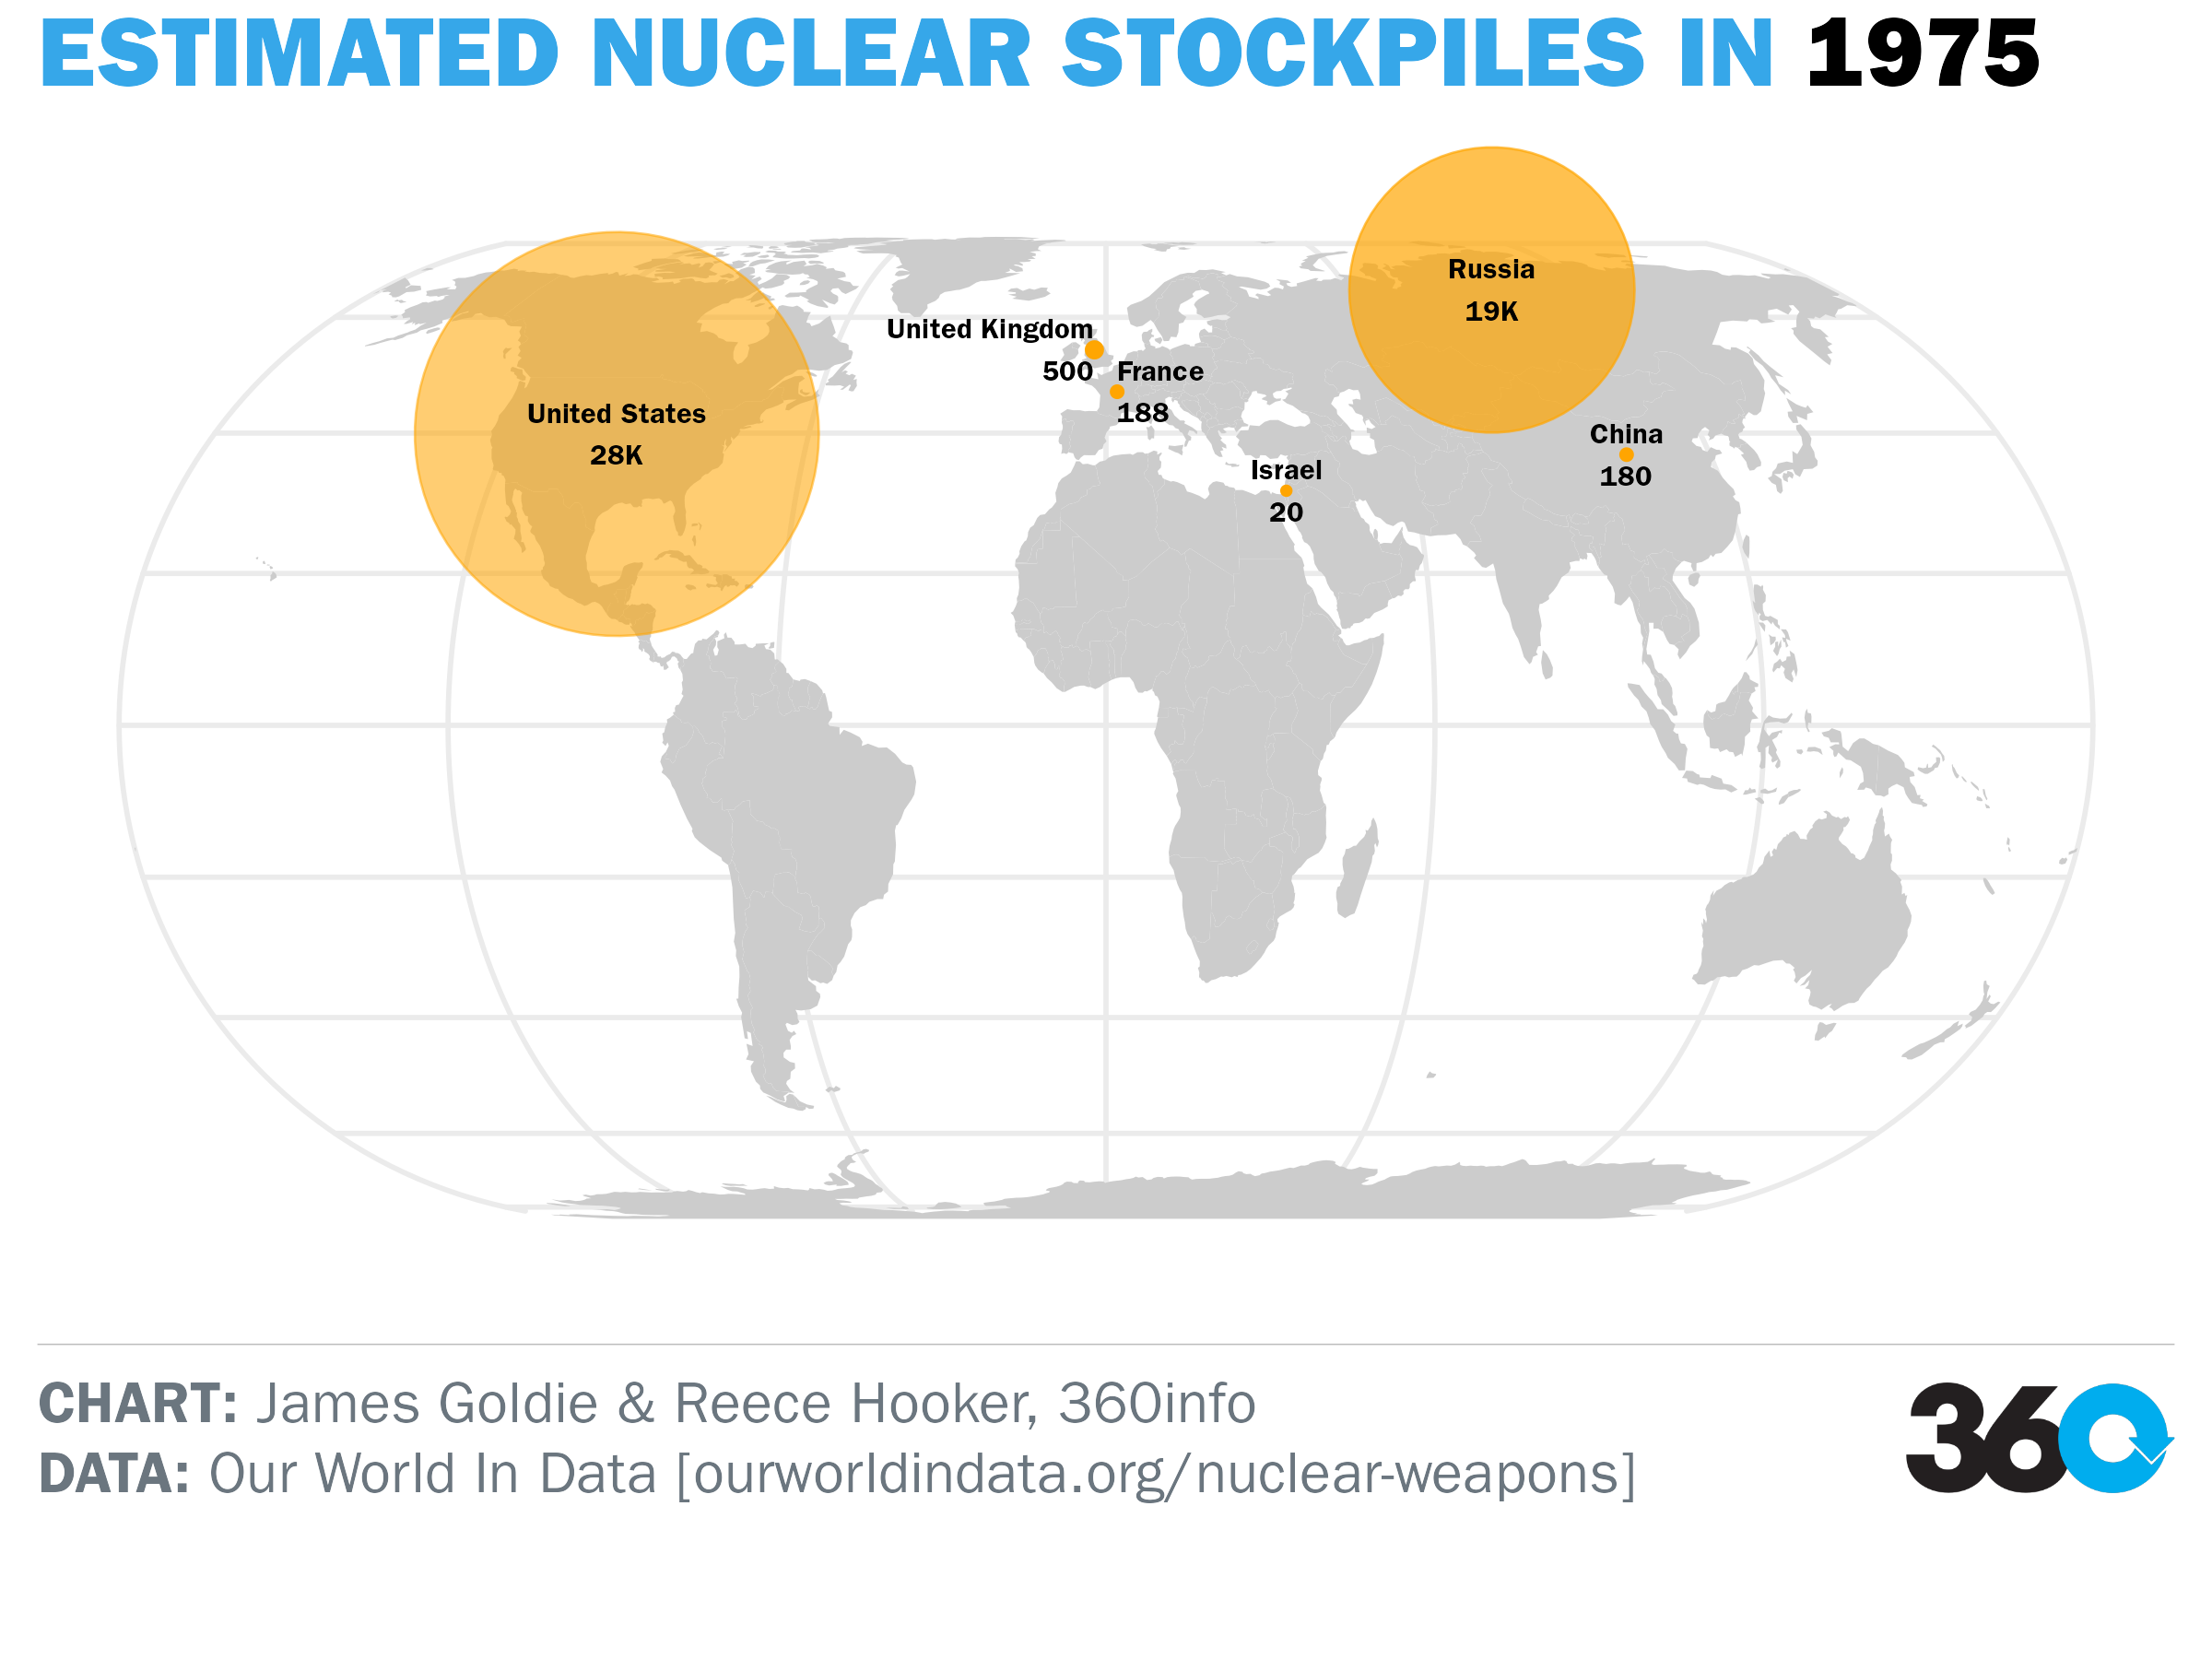 ESTIMATED NUCLEAR STOCKPILES IN 1975
Russia
19K
United Kingdom
500
France
188
United States
28K
China
180
Israel
20
CHART: James Goldie & Reece Hooker, 360info
DATA: Our World In Data [ourworldindata.org/nuclear-weapons]
360